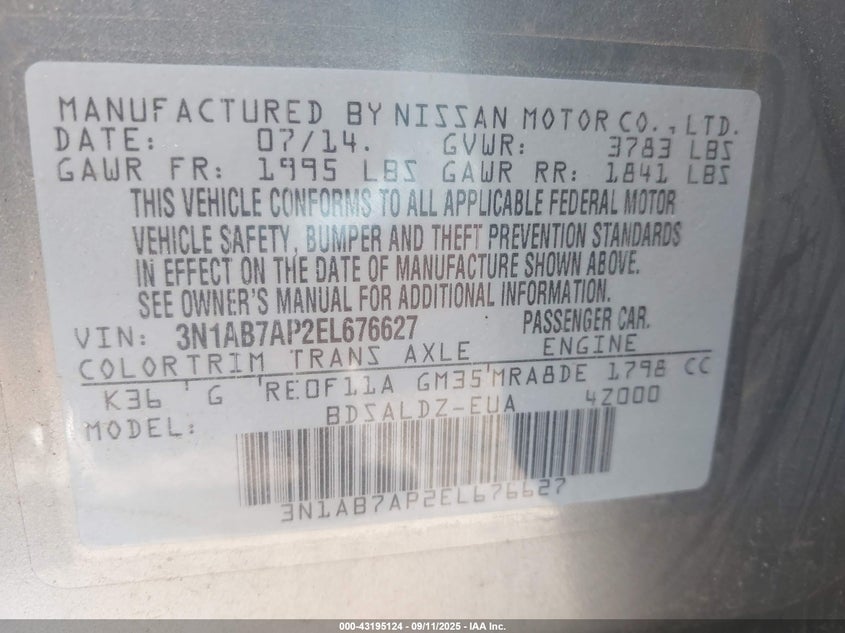 MANUFACTURED BY NISSAN MOTOR CO., LTD.
DATE: 07/14. GVWR: 3783 LBS
GAWR FR: 1995 LBS GAWR RR: 1841 LBS
THIS VEHICLE CONFORMS TO ALL APPLICABLE FEDERAL MOTOR
VEHICLE SAFETY, BUMPER AND THEFT PREVENTION STANDARDS
IN EFFECT ON THE DATE OF MANUFACTURE SHOWN ABOVE.
SEE OWNER'S MANUAL FOR ADDITIONAL INFORMATION.
VIN: 3N1AB7AP2EL676627 PASSENGER CAR.
COLOR TRIM TRANS AXLE ENGINE
K36 G RE0F11A GM35 MRA8DE 1798 CC
MODEL: BDSALDZ-EUA 42000
3N1AB7AP2EL676627
000-43195124 - 09/11/2025 - IAA Inc.